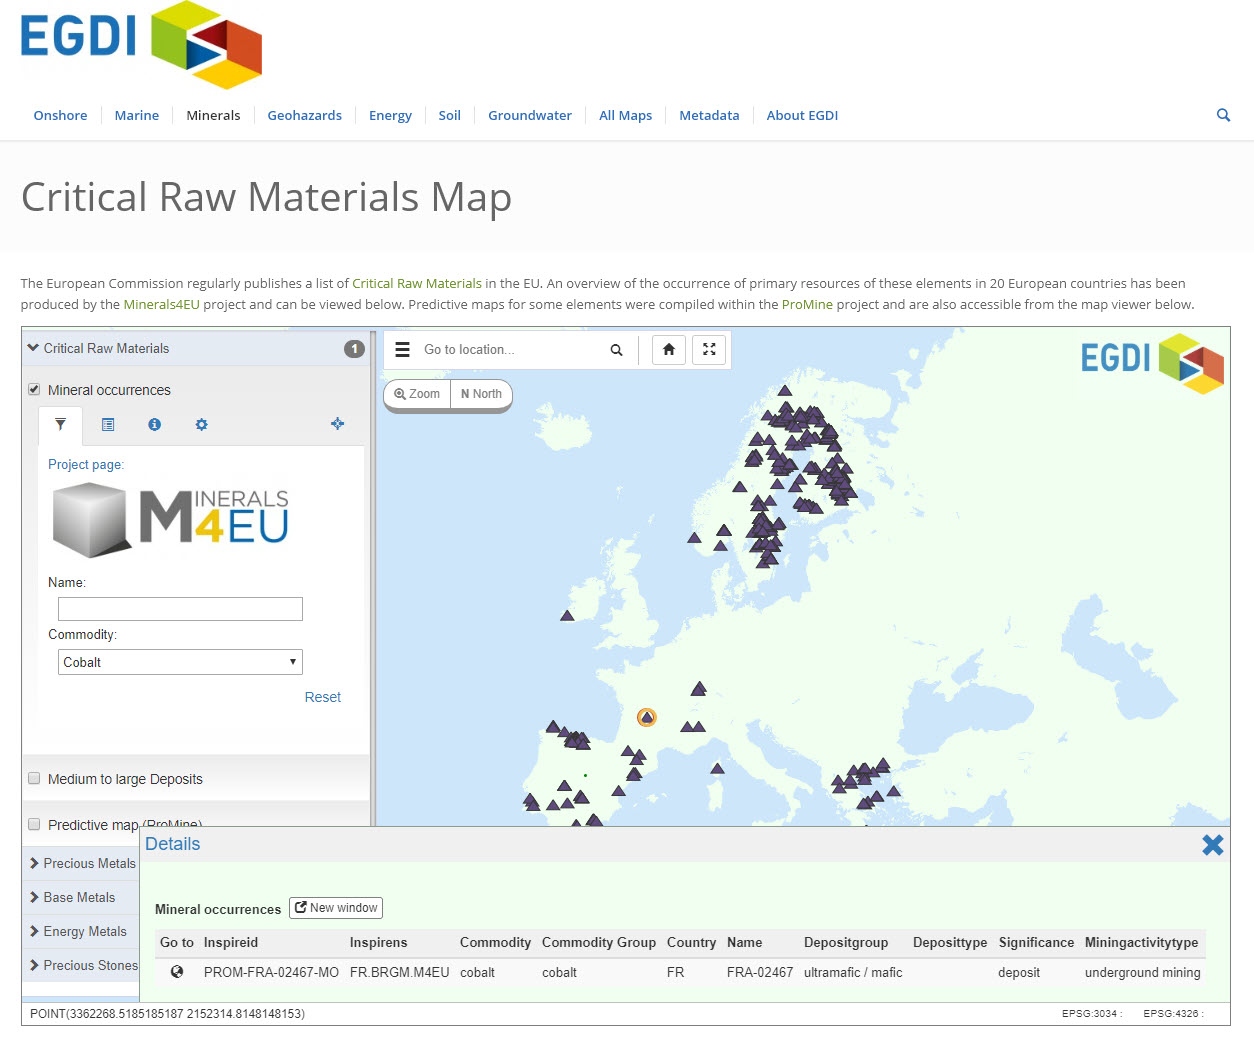 EGDI
Onshore Marine Minerals Geohazards Energy Soil Groundwater All Maps Metadata About EGDI
Critical Raw Materials Map
The European Commission regularly publishes a list of Critical Raw Materials in the EU. An overview of the occurrence of primary resources of these elements in 20 European countries has been
produced by the Minerals4EU project and can be viewed below. Predictive maps for some elements were compiled within the ProMine project and are also accessible from the map viewer below.
Critical Raw Materials 1
Go to location...
EGDI
Mineral occurrences
Zoom N North
Project page:
MINERALS
4EU
Name:
Commodity:
Cobalt
Reset
Medium to large Deposits
Predictive map (ProMine)
Precious Metals
Base Metals
Energy Metals
Precious Stones
Details
Mineral occurrences New window
Go to Inspireid Inspirens Commodity Commodity Group Country Name Depositgroup Deposittype Significance Miningactivitytype
PROM-FRA-02467-MO FR.BRGM.M4EU cobalt cobalt FR FRA-02467 ultramafic / mafic deposit underground mining
POINT(3362268.5185185187 2152314.8148148153) EPSG:3034 : EPSG:4326 :